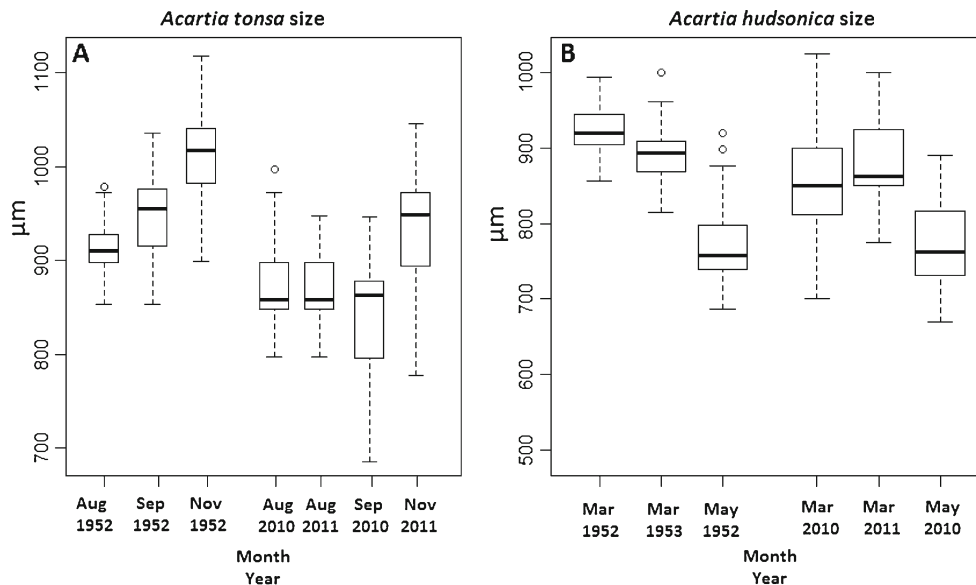 Acartia tonsa size
A
μm
1100
1000
900
800
700
Aug 1952
Sep 1952
Nov 1952
Aug 2010
Aug 2011
Sep 2010
Nov 2011
Month
Year
Acartia hudsonica size
B
μm
1000
900
800
700
600
500
Mar 1952
Mar 1953
May 1952
Mar 2010
Mar 2011
May 2010
Month
Year